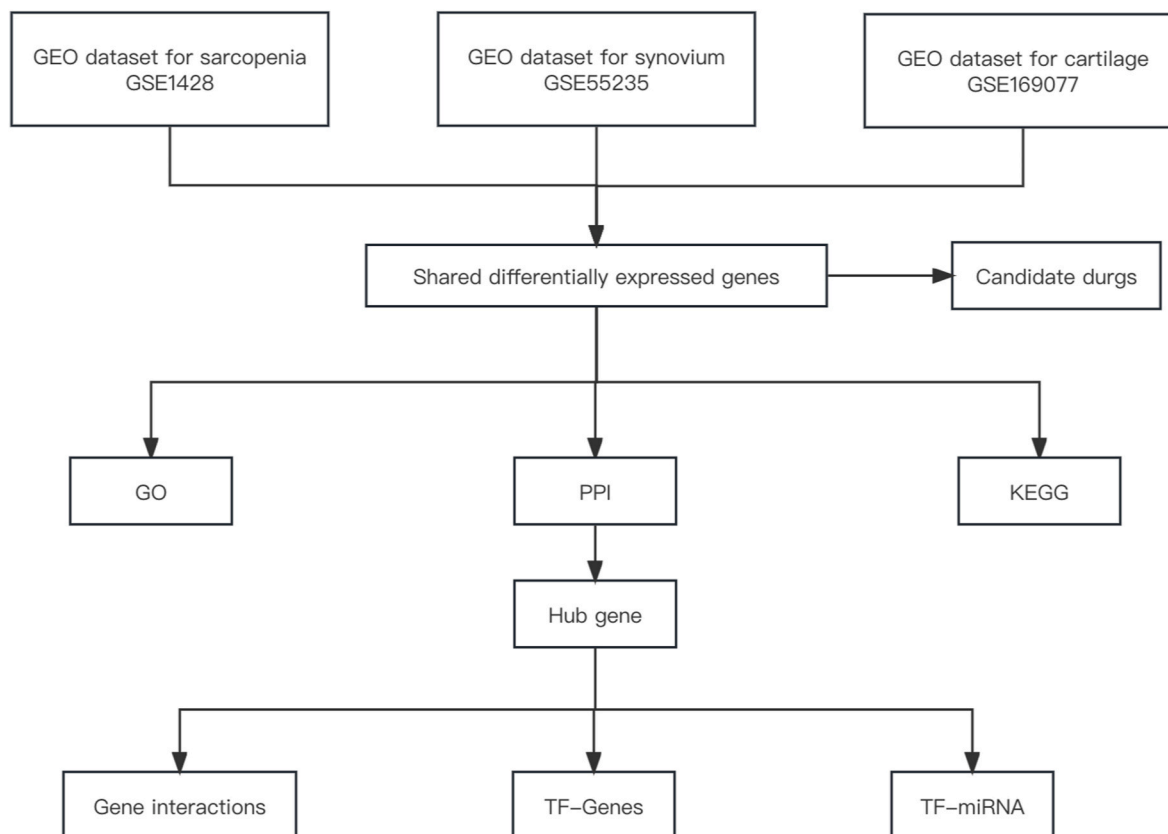 GEO dataset for sarcopenia
GSE1428
GEO dataset for synovium
GSE55235
GEO dataset for cartilage
GSE169077
Shared differentially expressed genes
Candidate durgs
GO
PPI
KEGG
Hub gene
Gene interactions
TF–Genes
TF–miRNA